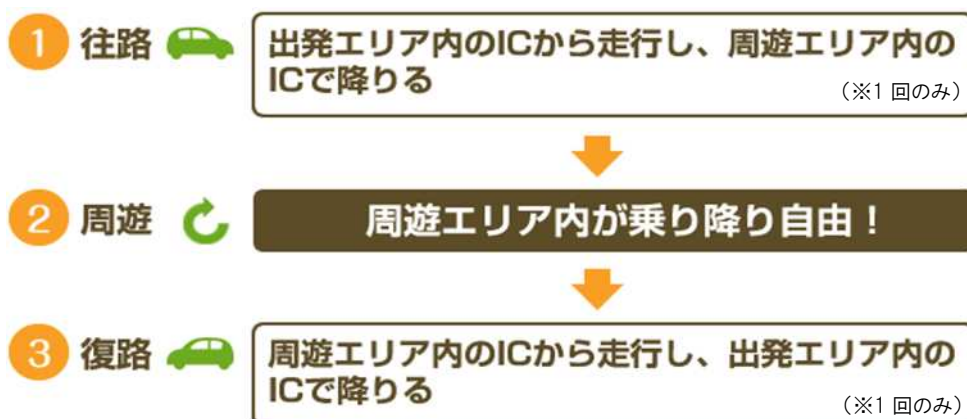 1 往路 出発エリア内のICから走行し、周遊エリア内の
ICで降りる
（※1 回のみ）
2 周遊 周遊エリア内が乗り降り自由！
3 復路 周遊エリア内のICから走行し、出発エリア内の
ICで降りる
（※1 回のみ）